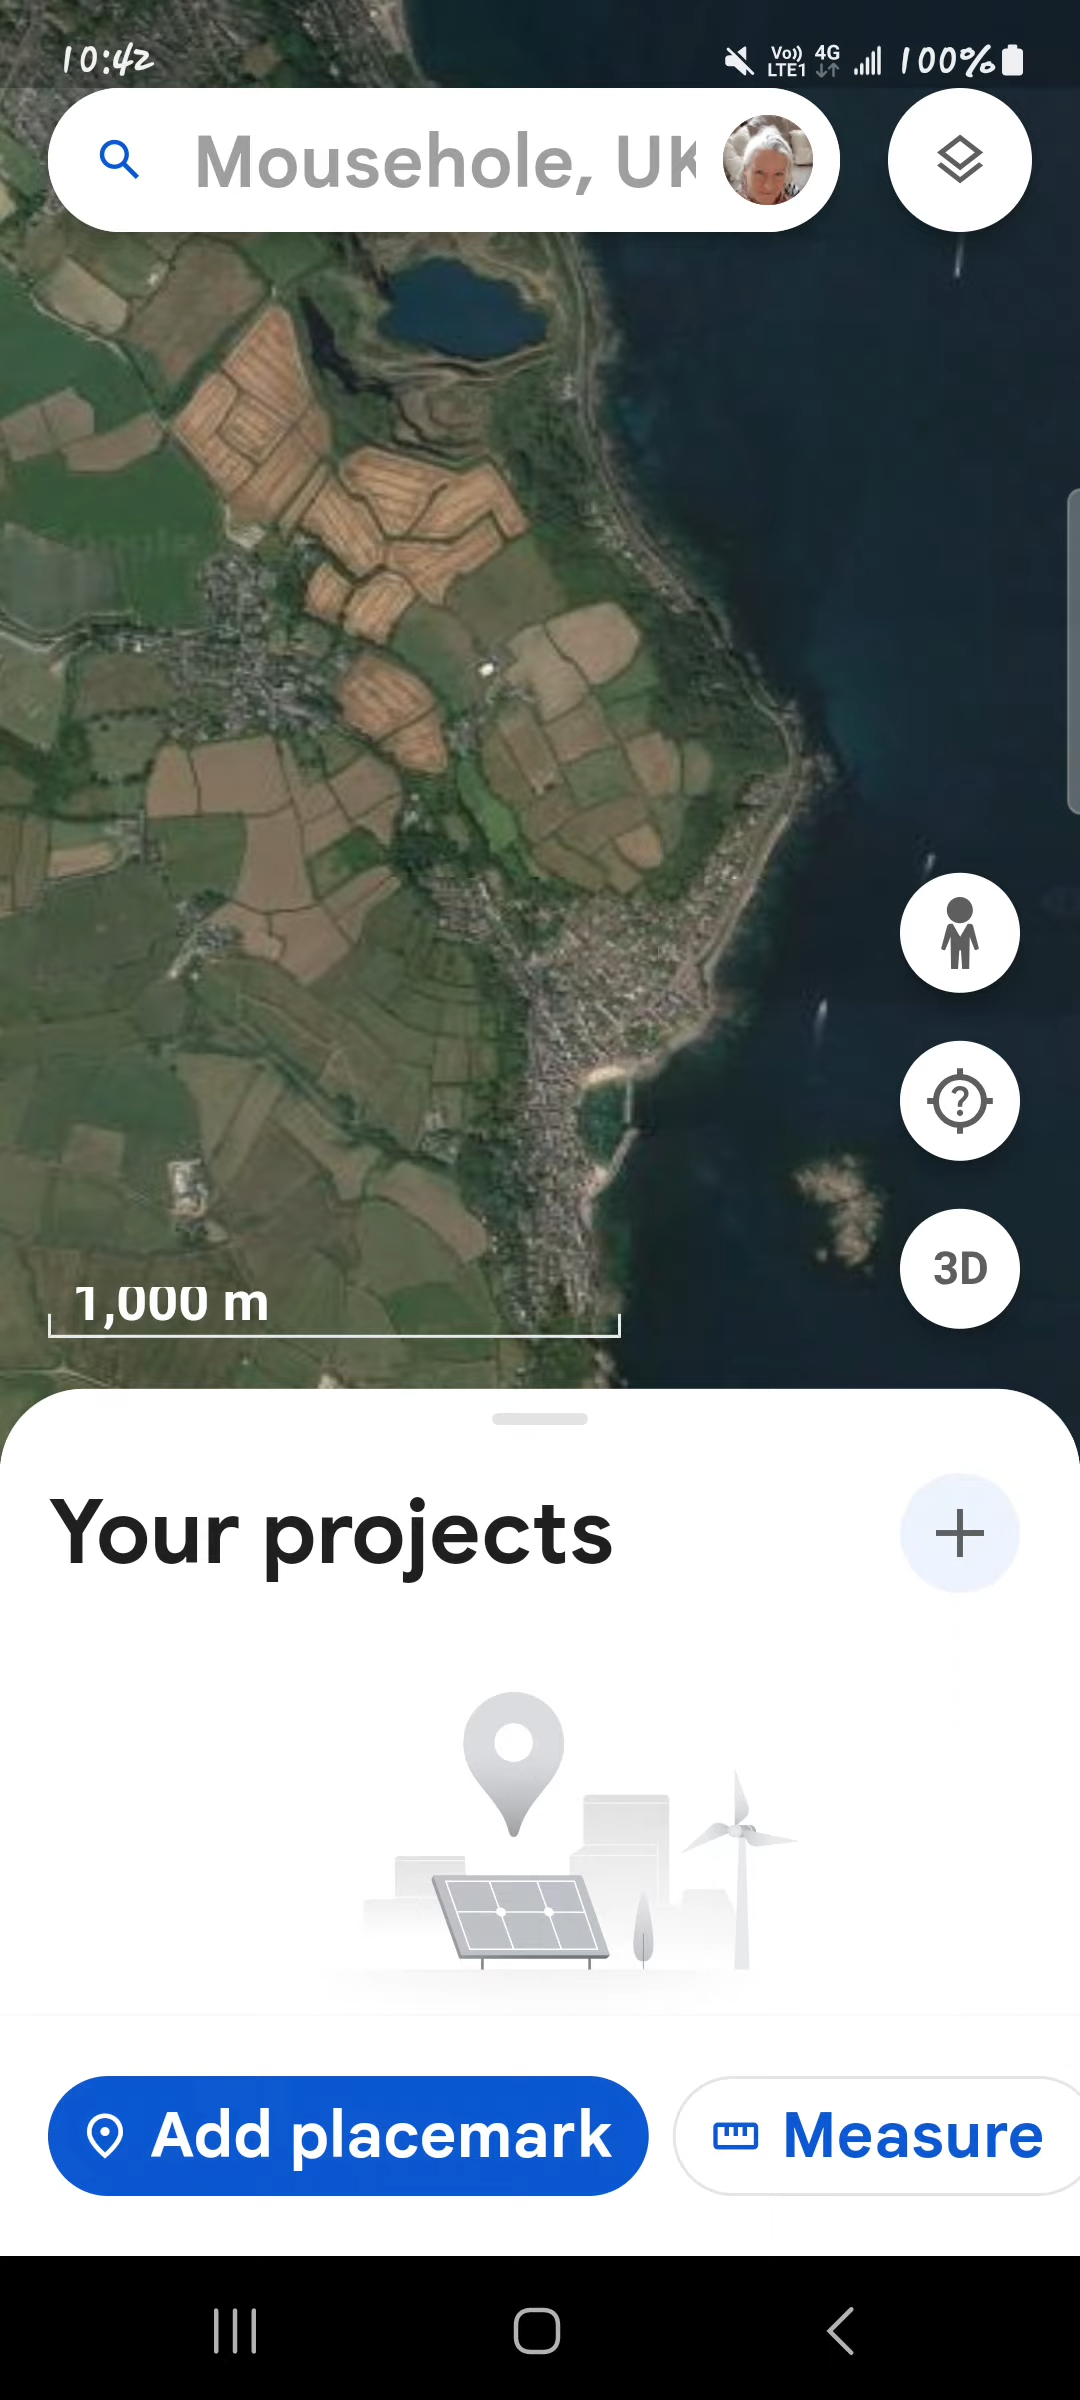 10:42 Vo)) LTE1 4G 100%
Mousehole, UK
1,000 m
3D
Your projects
Add placemark
Measure